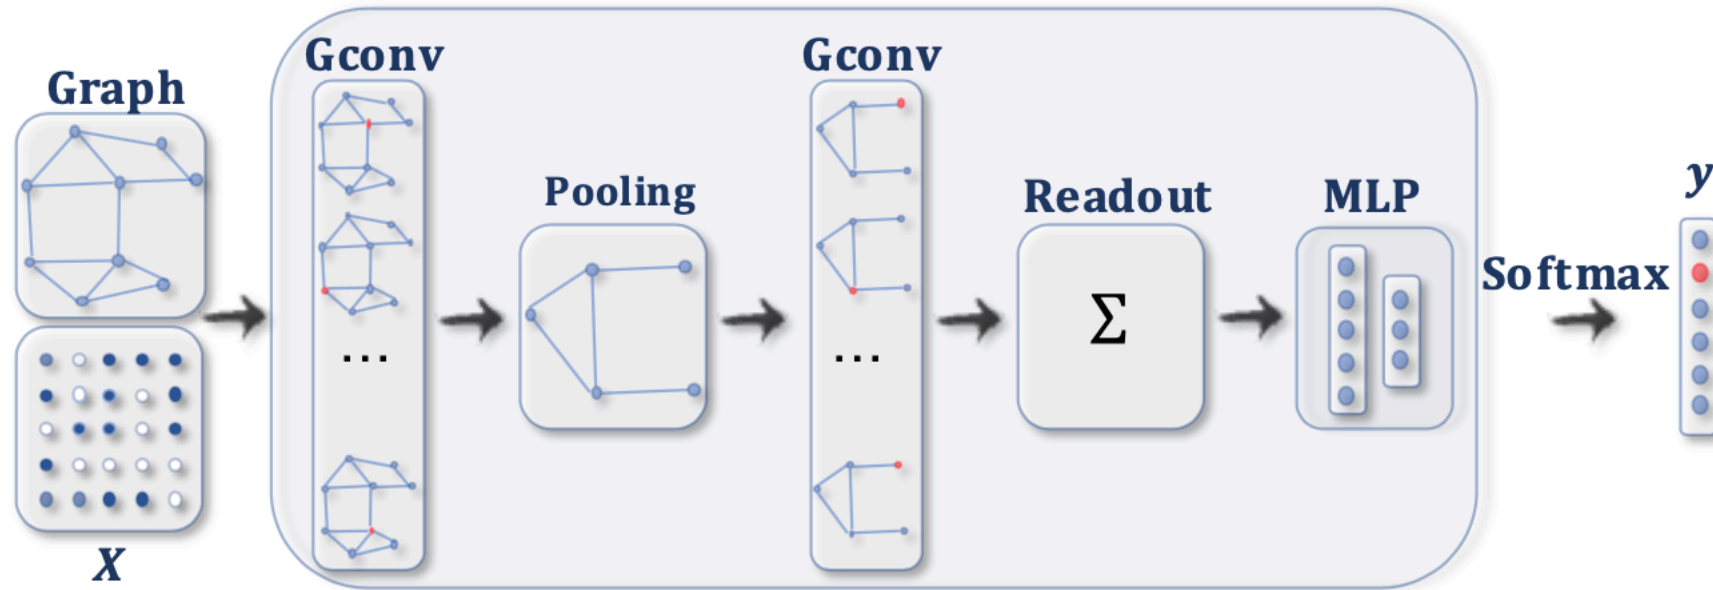 Graph
X
Gconv
...
Pooling
Gconv
...
Readout
Σ
MLP
Softmax
y